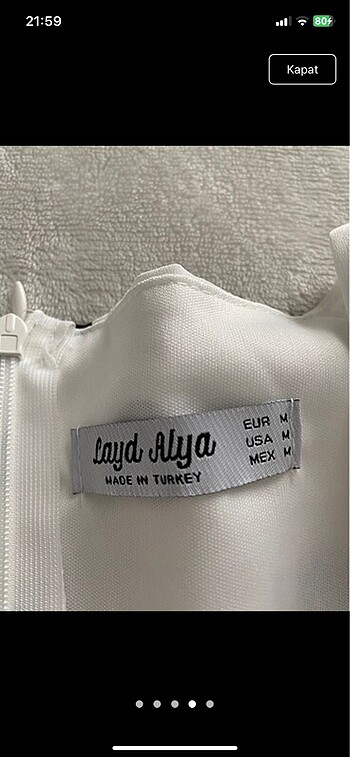 21:59
80
Kapat
Layd Alya
MADE IN TURKEY
EUR M
USA M
MEX M